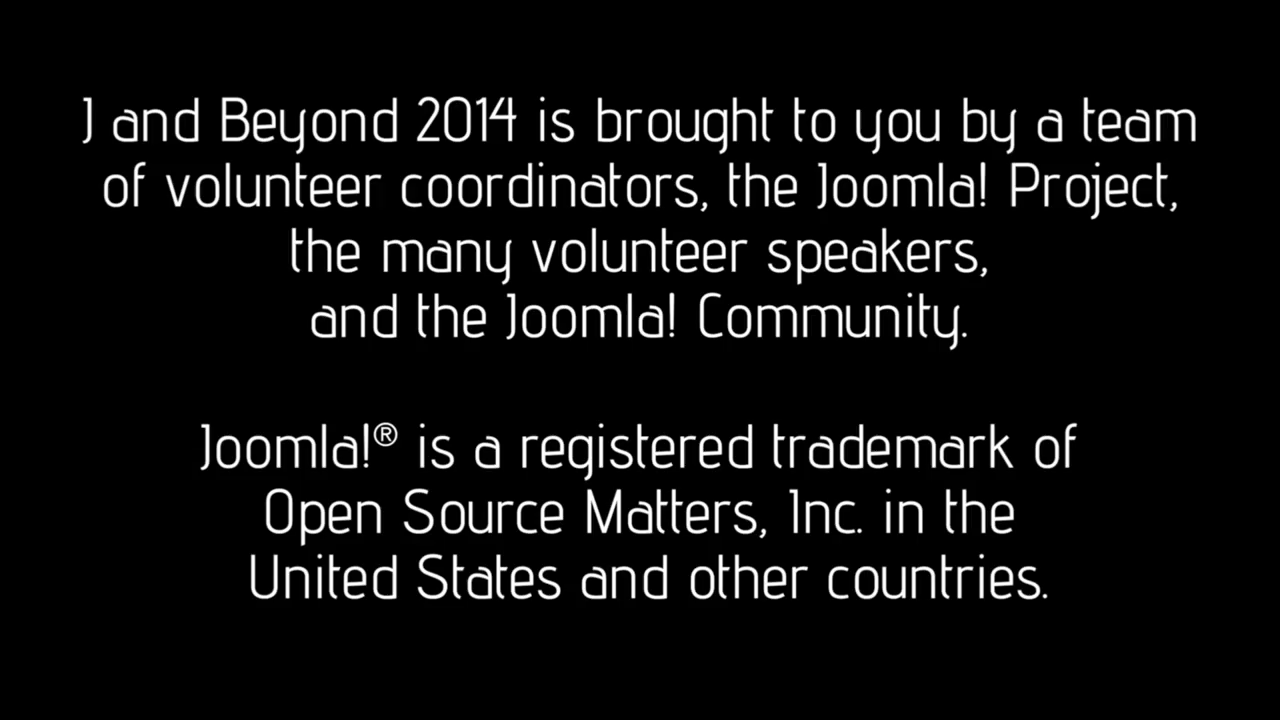 J and Beyond 2014 is brought to you by a team
of volunteer coordinators, the Joomla! Project,
the many volunteer speakers,
and the Joomla! Community.
Joomla!® is a registered trademark of
Open Source Matters, Inc. in the
United States and other countries.